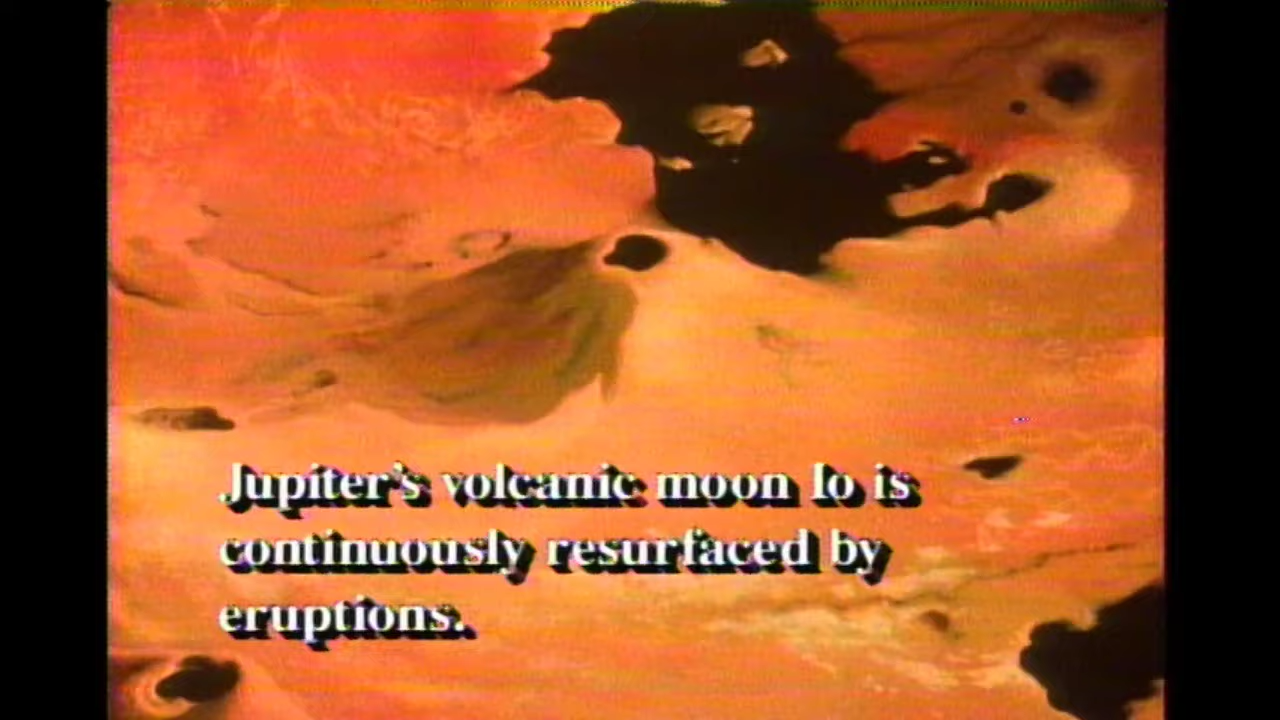 Jupiter's volcanic moon Io is
continuously resurfaced by
eruptions.